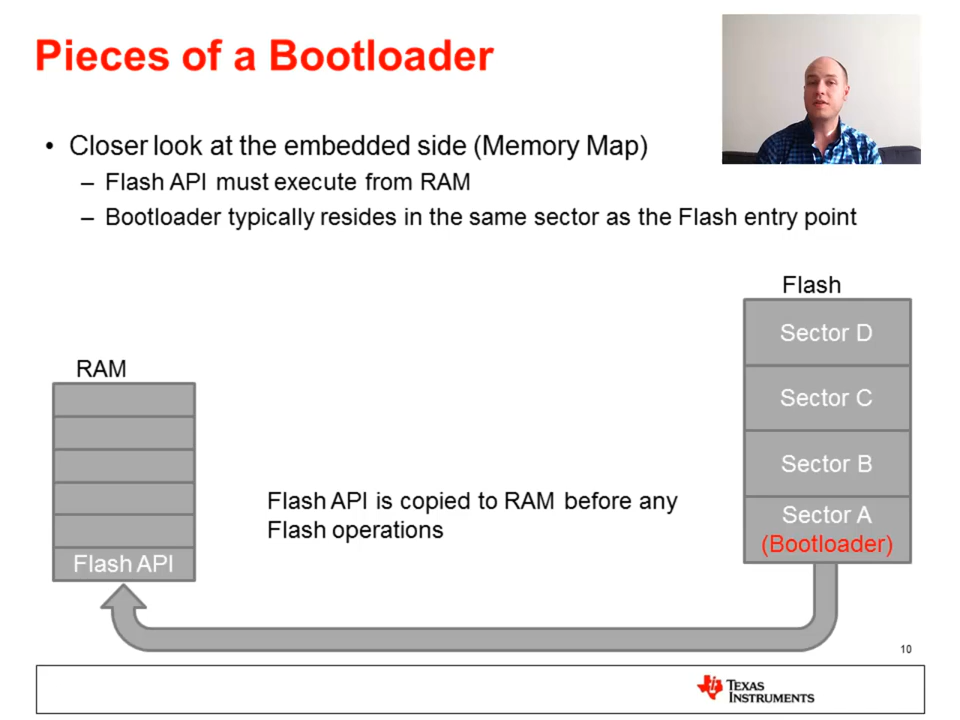 Pieces of a Bootloader
• Closer look at the embedded side (Memory Map)
– Flash API must execute from RAM
– Bootloader typically resides in the same sector as the Flash entry point
Flash
Sector D
Sector C
Sector B
Sector A
(Bootloader)
RAM
Flash API
Flash API is copied to RAM before any
Flash operations
10
TEXAS
INSTRUMENTS